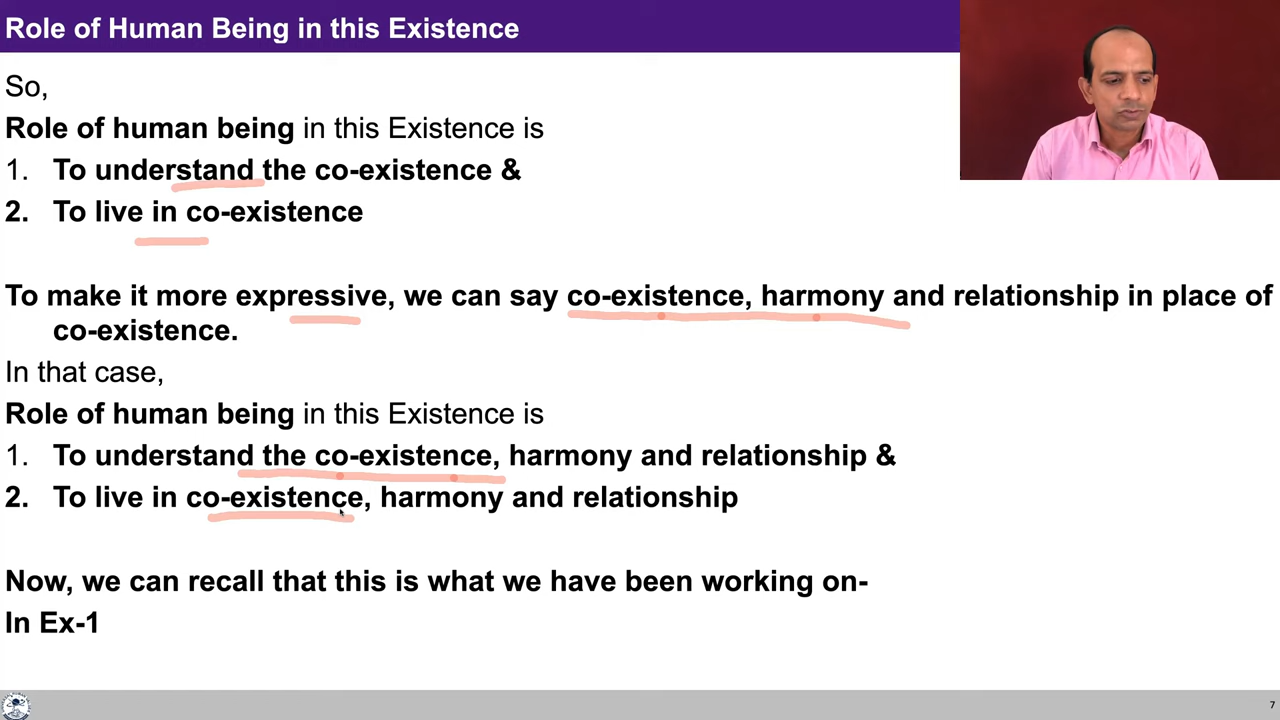 Role of Human Being in this Existence
So,
Role of human being in this Existence is
1. To understand the co-existence &
2. To live in co-existence
To make it more expressive, we can say co-existence, harmony and relationship in place of
co-existence.
In that case,
Role of human being in this Existence is
1. To understand the co-existence, harmony and relationship &
2. To live in co-existence, harmony and relationship
Now, we can recall that this is what we have been working on-
In Ex-1
7